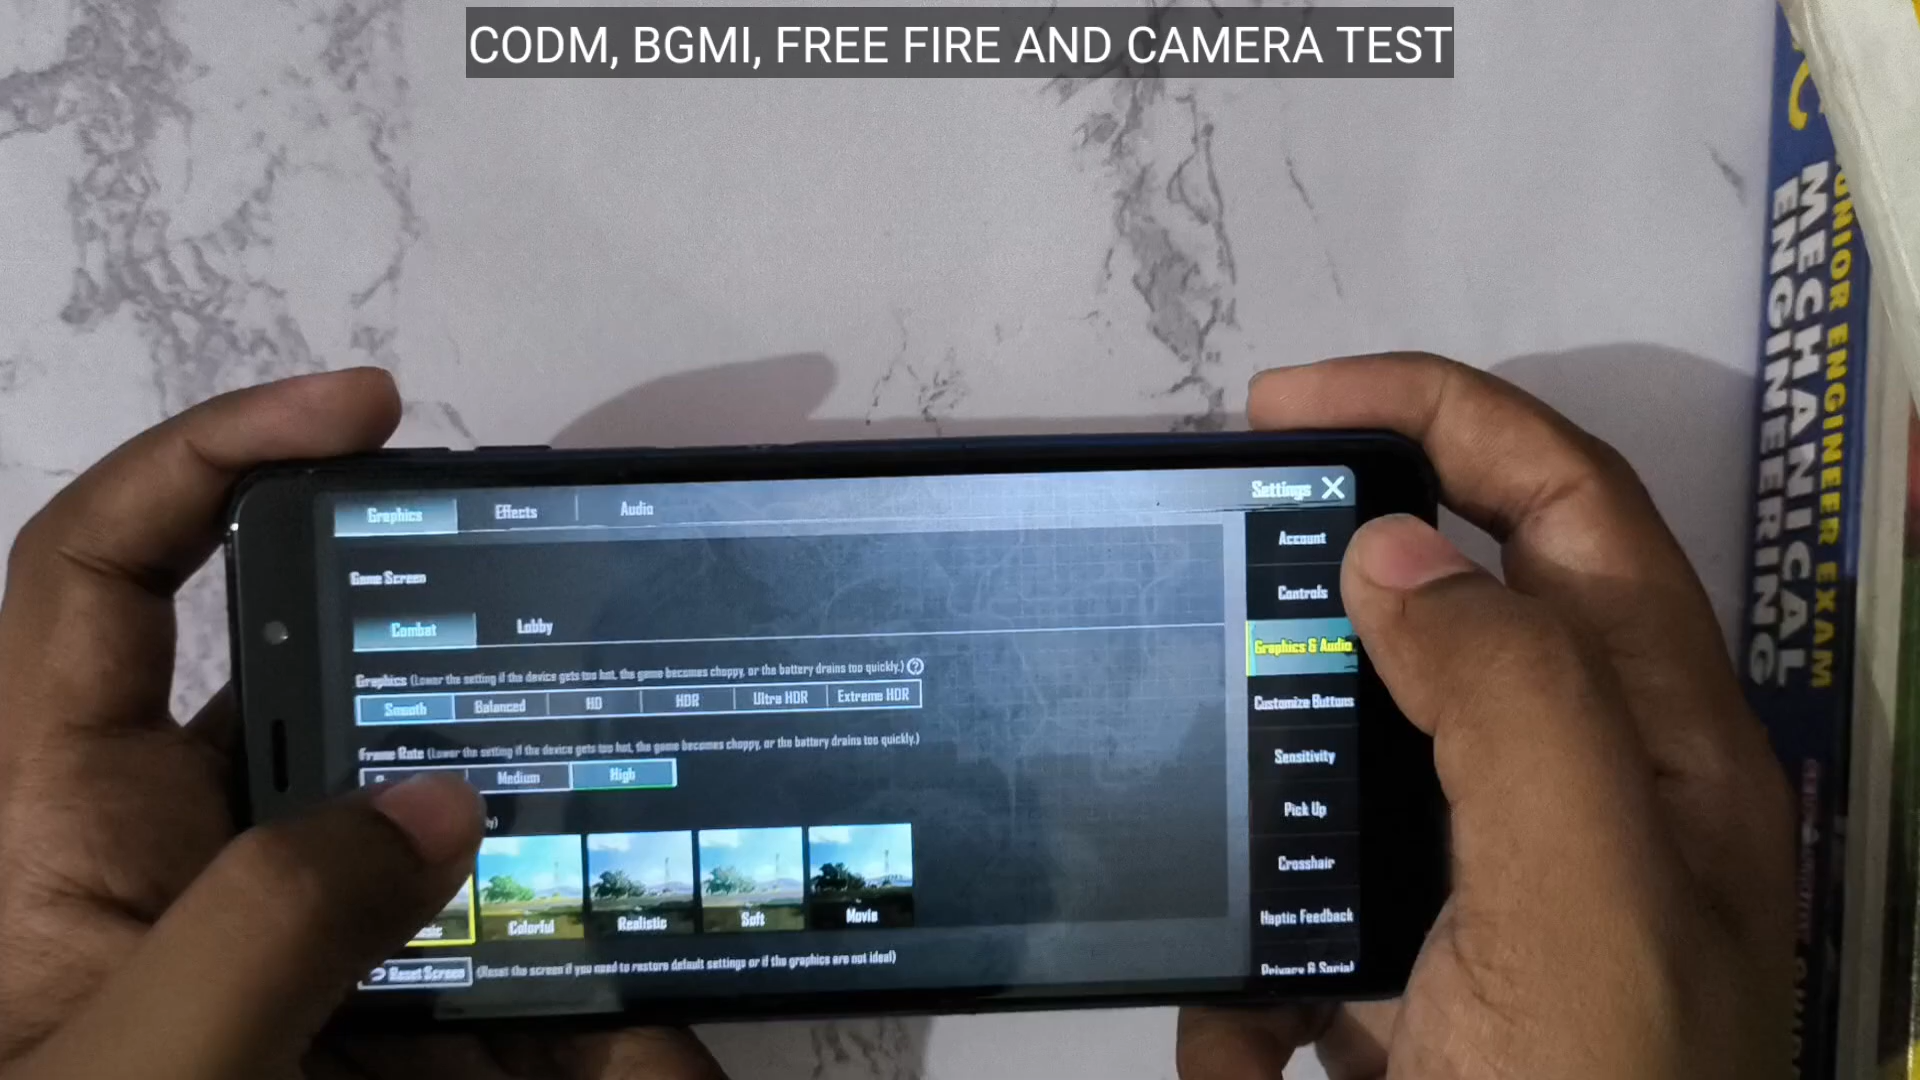 CODM, BGMI, FREE FIRE AND CAMERA TEST
JUNIOR ENGINEER EXAM
MECHANICAL
ENGINEERING
Graphics Effects Audio
Settings X
Account
Controls
Graphics & Audio
Customize Buttons
Sensitivity
Pick Up
Crosshair
Haptic Feedback
Privacy & Social
Game Screen
Combat Lobby
Graphics (Lower the setting if the device gets too hot, the game becomes choppy, or the battery drains too quickly.) ?
Smooth Balanced HD HDR Ultra HDR Extreme HDR
Frame Rate (Lower the setting if the device gets too hot, the game becomes choppy, or the battery drains too quickly.)
Medium High
Colorful Realistic Soft Movie
Reset Screen (Reset the screen if you need to restore default settings or if the graphics are not ideal)